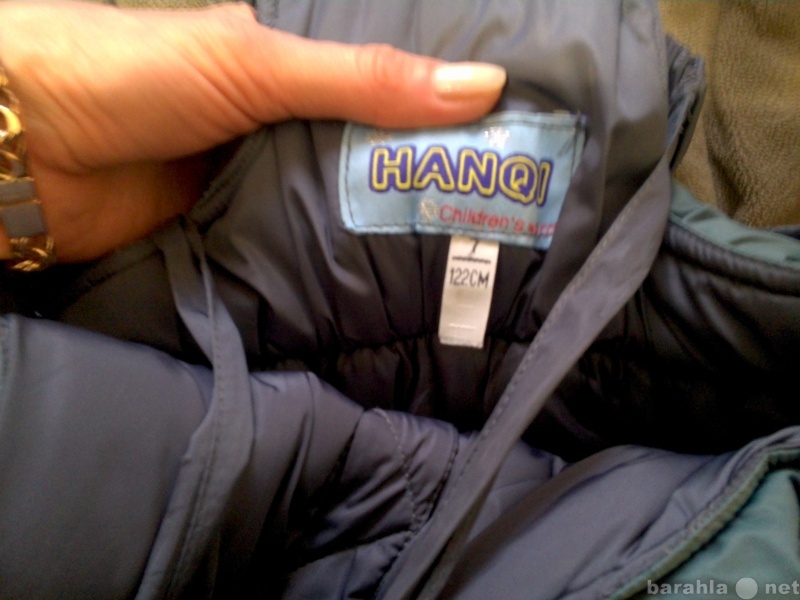 HANQI
Children's
7
122CM
barahla net